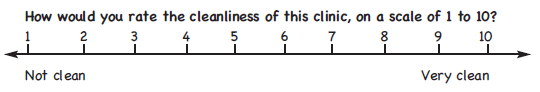 How would you rate the cleanliness of this clinic, on a scale of 1 to 10?
1 2 3 4 5 6 7 8 9 10
Not clean Very clean